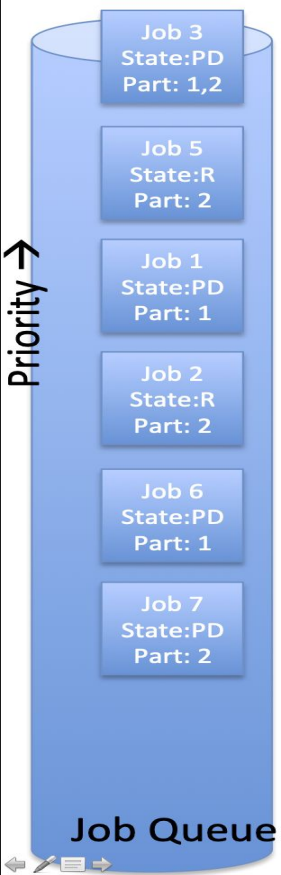 Job 3
State:PD
Part: 1,2
Job 5
State:R
Part: 2
Priority →
Job 1
State:PD
Part: 1
Job 2
State:R
Part: 2
Job 6
State:PD
Part: 1
Job 7
State:PD
Part: 2
Job Queue